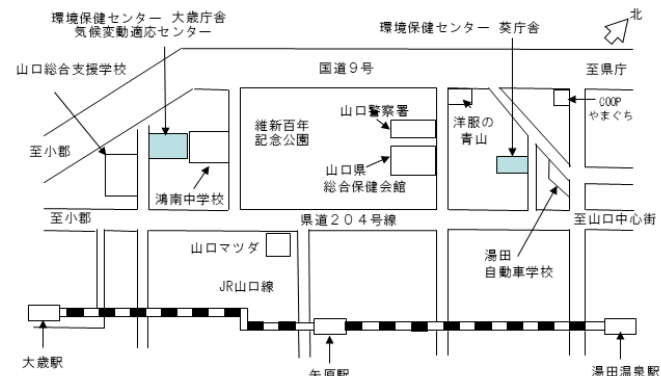 環境保健センター 大歳庁舎
気候変動適応センター
環境保健センター 葵庁舎
北
山口総合支援学校
国道9号
至県庁
山口警察署
維新百年
記念公園
洋服の
青山
COOP
やまぐち
至小郡
山口県
総合保健会館
鴻南中学校
至小郡
県道204号線
至山口中心街
山口マツダ
湯田
自動車学校
JR山口線
大歳駅
矢原駅
湯田温泉駅